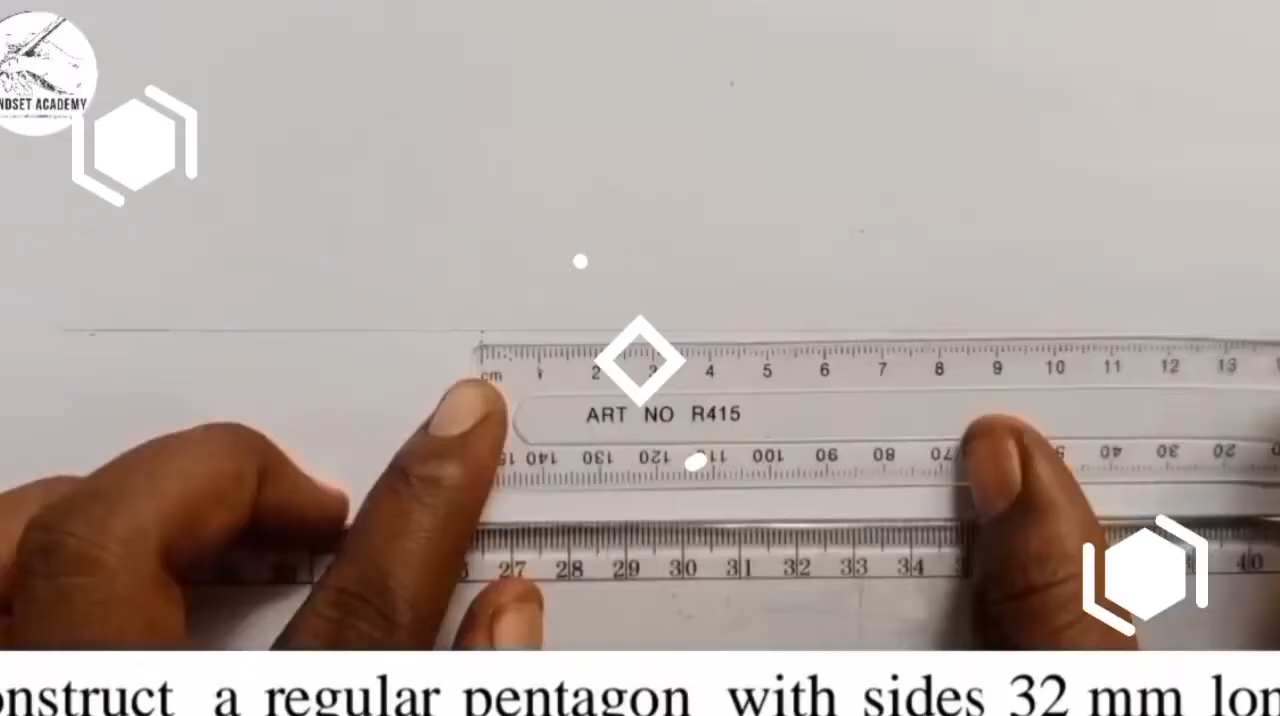 NDSET ACADEMY
cm 1 2 3 4 5 6 7 8 9 10 11 12 13
ART NO R415
140 130 120 11 100 90 80 70 40 30 20
27 28 29 30 31 32 33 34 40
onstruct a regular pentagon with sides 32 mm lon